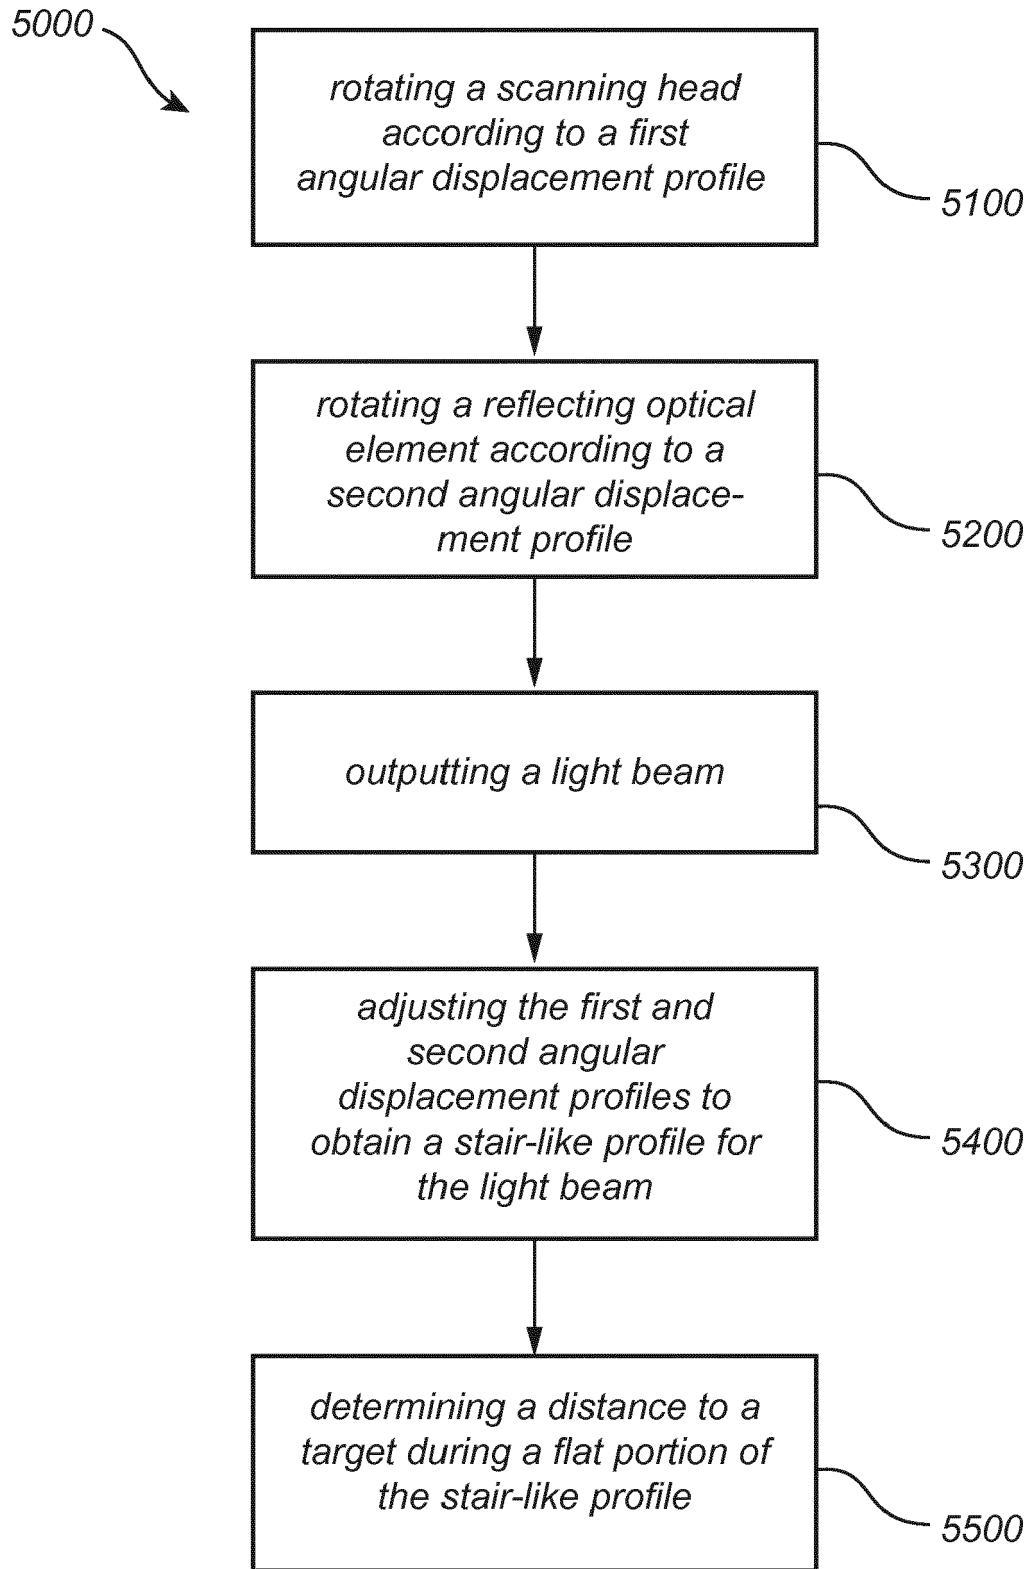 5000
rotating a scanning head
according to a first
angular displacement profile
5100
rotating a reflecting optical
element according to a
second angular displace-
ment profile
5200
outputting a light beam
5300
adjusting the first and
second angular
displacement profiles to
obtain a stair-like profile for
the light beam
5400
determining a distance to a
target during a flat portion of
the stair-like profile
5500